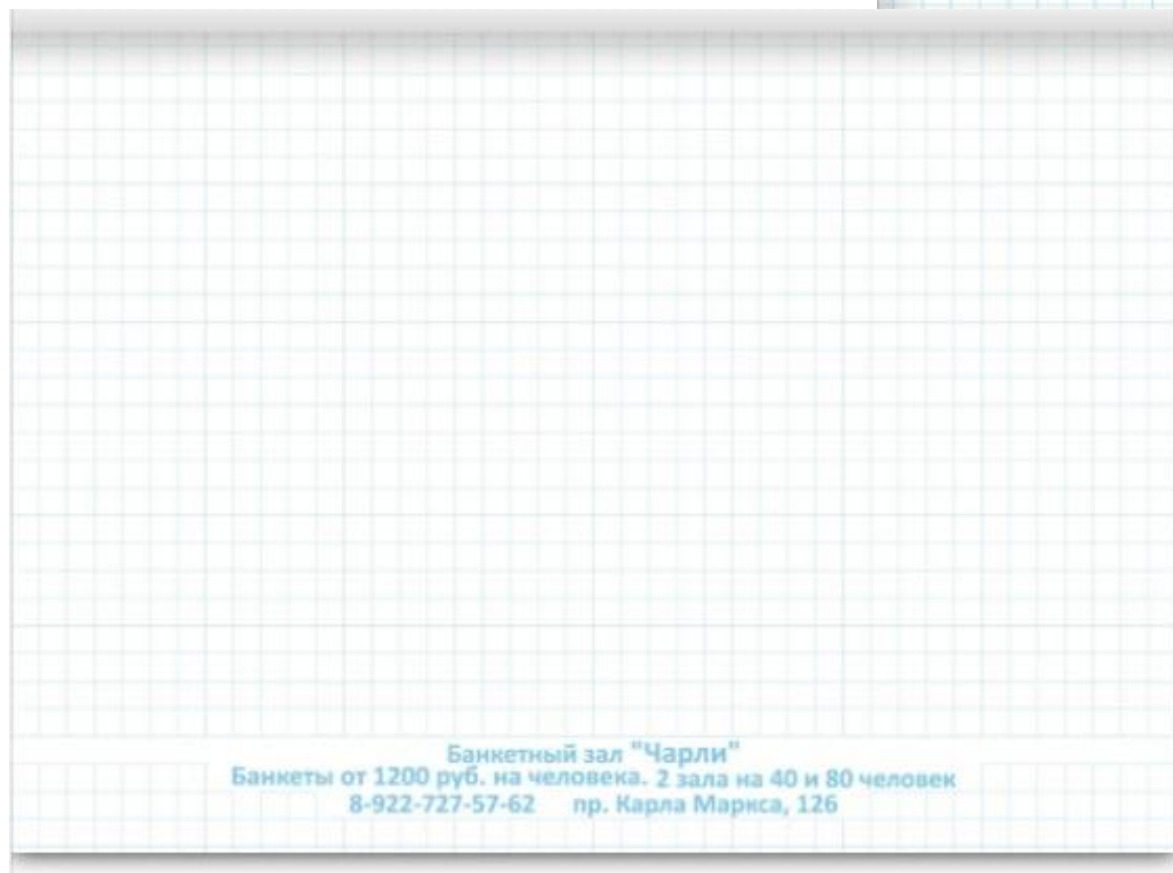 Банкетный зал "Чарли"
Банкеты от 1200 руб. на человека. 2 зала на 40 и 80 человек
8-922-727-57-62 пр. Карла Маркса, 126